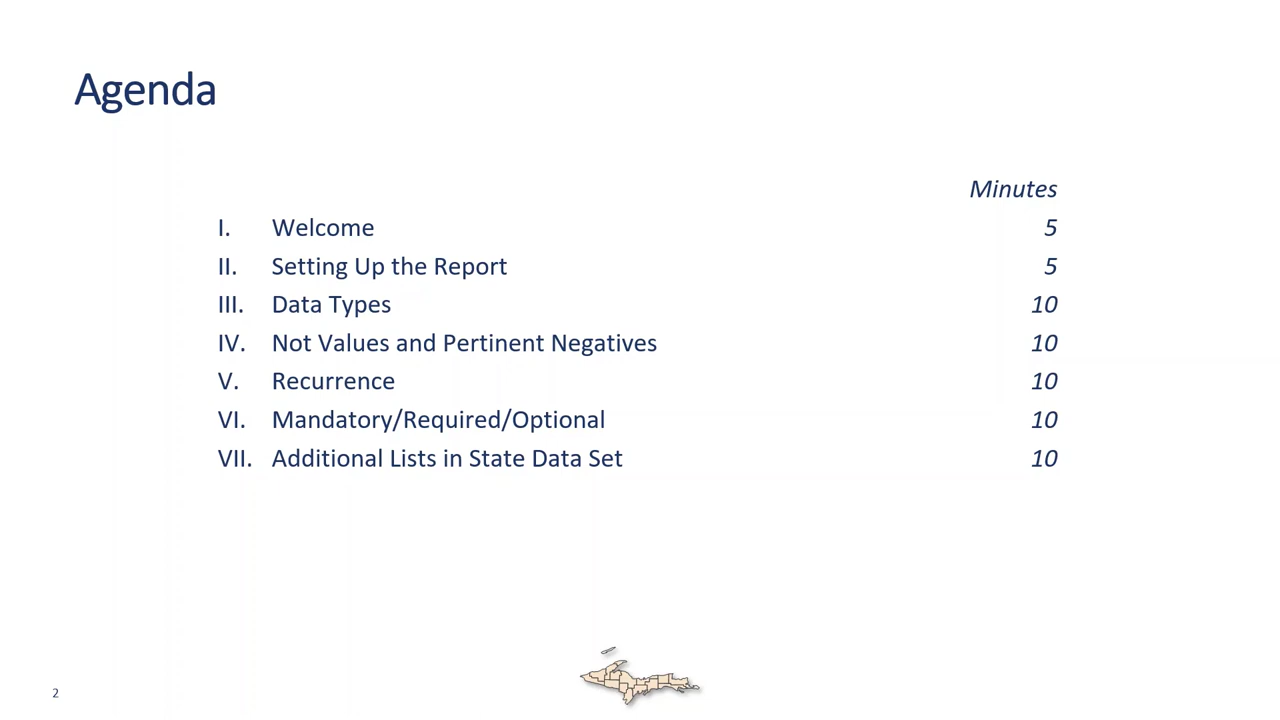 Agenda
Minutes
I. Welcome 5
II. Setting Up the Report 5
III. Data Types 10
IV. Not Values and Pertinent Negatives 10
V. Recurrence 10
VI. Mandatory/Required/Optional 10
VII. Additional Lists in State Data Set 10
2